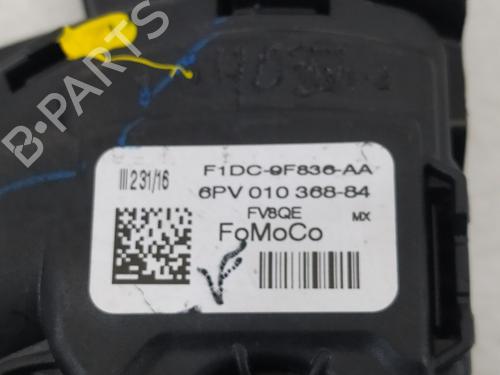 B-PARTS
F1DC-9F836-AA
231/16
6PV 010 368-84
FV8QE
MX
FoMoCo